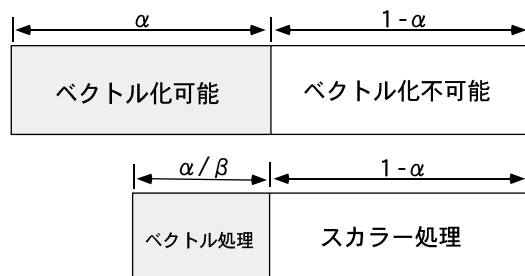 α 1-α
ベクトル化可能 ベクトル化不可能
α/β 1-α
ベクトル処理 スカラー処理